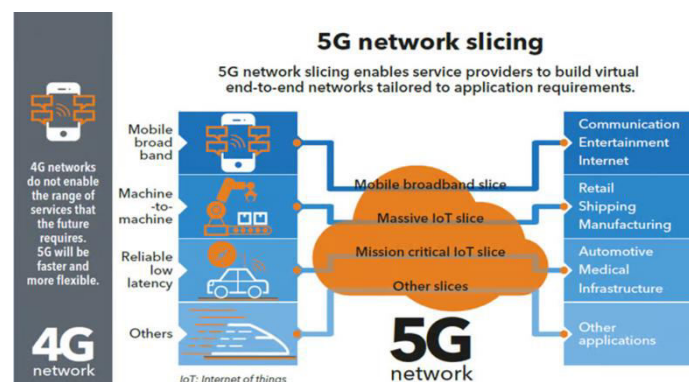 5G network slicing
5G network slicing enables service providers to build virtual
end-to-end networks tailored to application requirements.
4G networks
do not enable
the range of
services that
the future
requires.
5G will be
faster and
more flexible.
4G
network
Mobile
broad
band
Machine
-to-
machine
Reliable
low
latency
Others
Mobile broadband slice
Massive IoT slice
Mission critical IoT slice
Other slices
5G
network
Communication
Entertainment
Internet
Retail
Shipping
Manufacturing
Automotive
Medical
Infrastructure
Other
applications
IoT: Internet of things